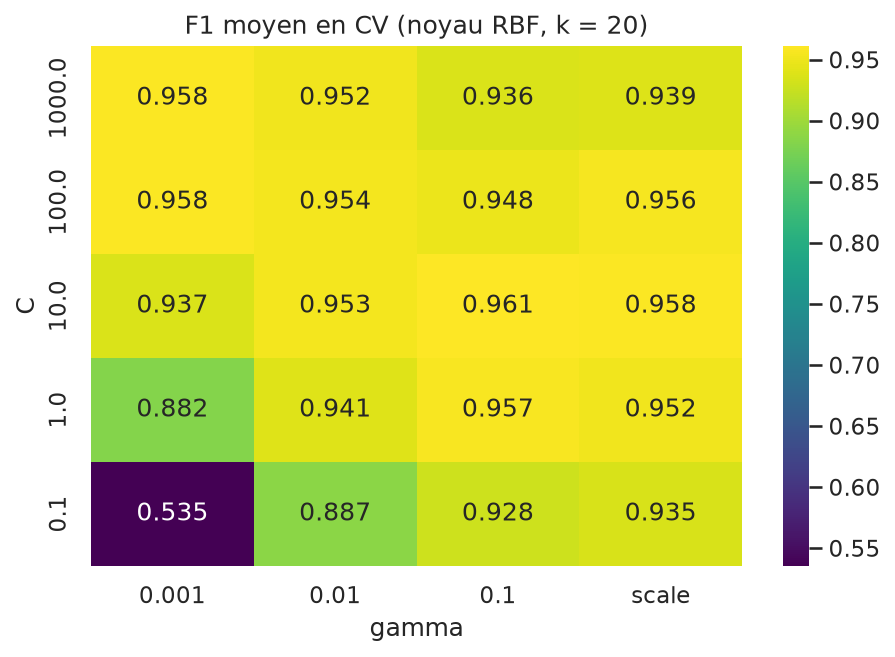 F1 moyen en CV (noyau RBF, k = 20)
C
1000.0 0.958 0.952 0.936 0.939
100.0 0.958 0.954 0.948 0.956
10.0 0.937 0.953 0.961 0.958
1.0 0.882 0.941 0.957 0.952
0.1 0.535 0.887 0.928 0.935
0.001 0.01 0.1 scale
gamma
0.95
0.90
0.85
0.80
0.75
0.70
0.65
0.60
0.55